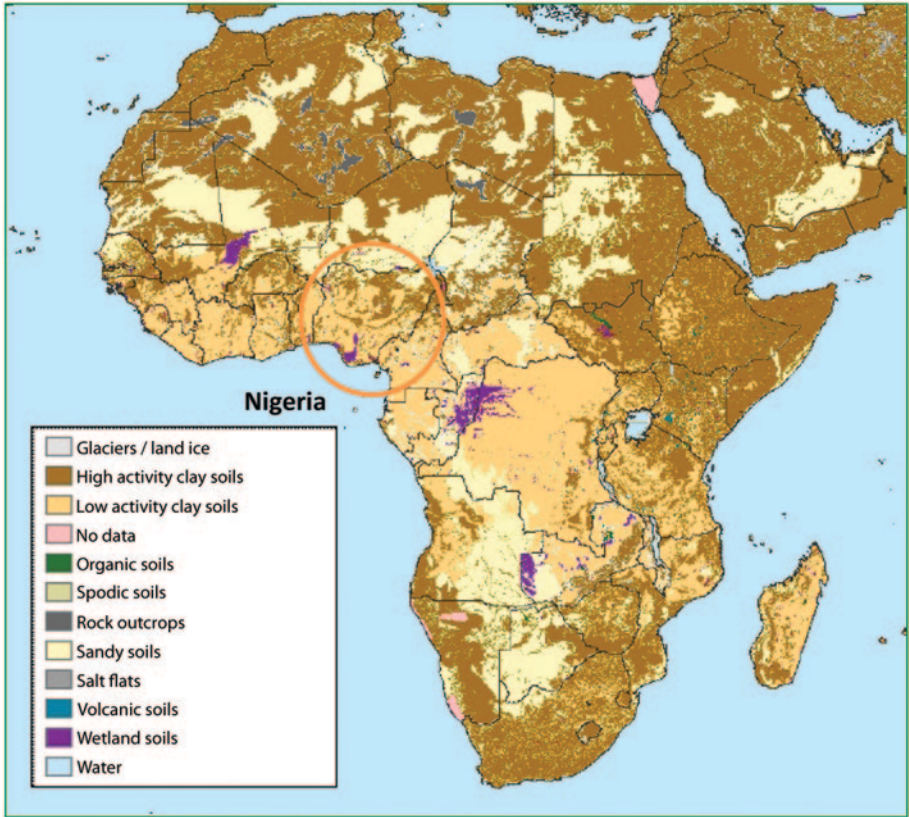 Nigeria
Glaciers / land ice
High activity clay soils
Low activity clay soils
No data
Organic soils
Spodic soils
Rock outcrops
Sandy soils
Salt flats
Volcanic soils
Wetland soils
Water